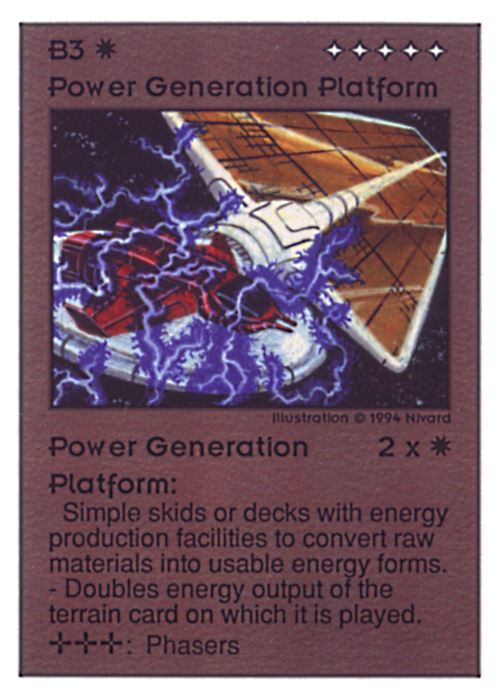 B3 ✷ ✧✧✧✧✧
Power Generation Platform
Illustration © 1994 Nivard
Power Generation 2 x ✷
Platform:
Simple skids or decks with energy
production facilities to convert raw
materials into usable energy forms.
- Doubles energy output of the
terrain card on which it is played.
✢✢✢: Phasers